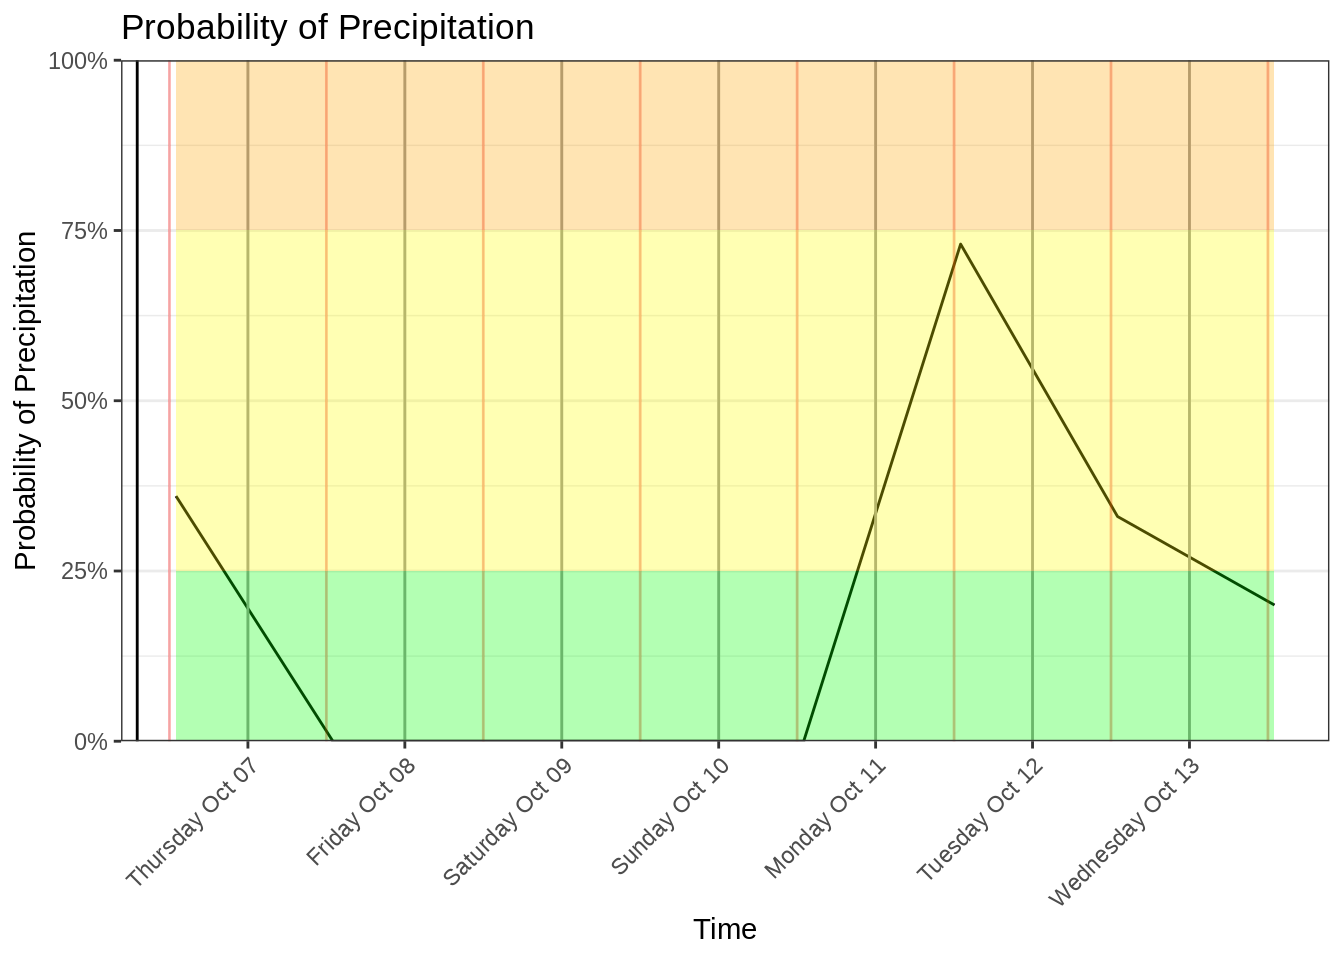 Probability of Precipitation
Probability of Precipitation
100%
75%
50%
25%
0%
Thursday Oct 07
Friday Oct 08
Saturday Oct 09
Sunday Oct 10
Monday Oct 11
Tuesday Oct 12
Wednesday Oct 13
Time